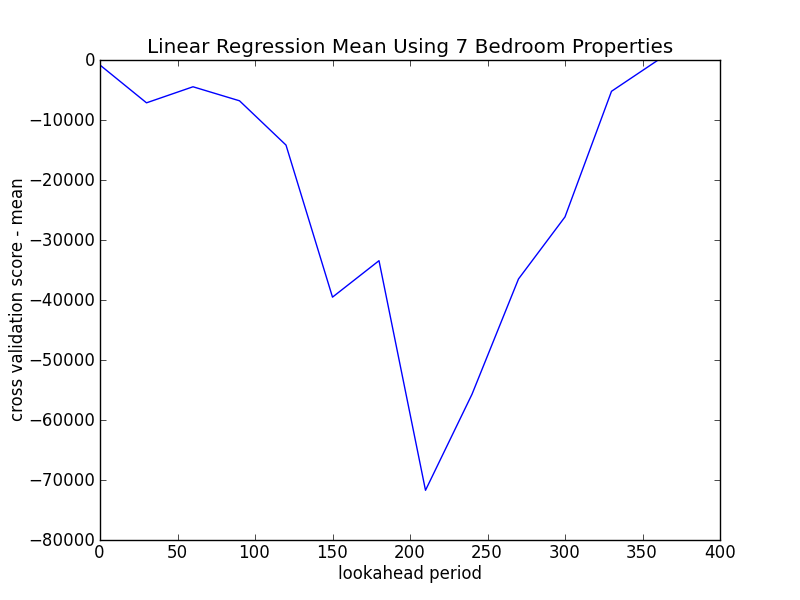 Linear Regression Mean Using 7 Bedroom Properties
cross validation score - mean
0
−10000
−20000
−30000
−40000
−50000
−60000
−70000
−80000
0 50 100 150 200 250 300 350 400
lookahead period